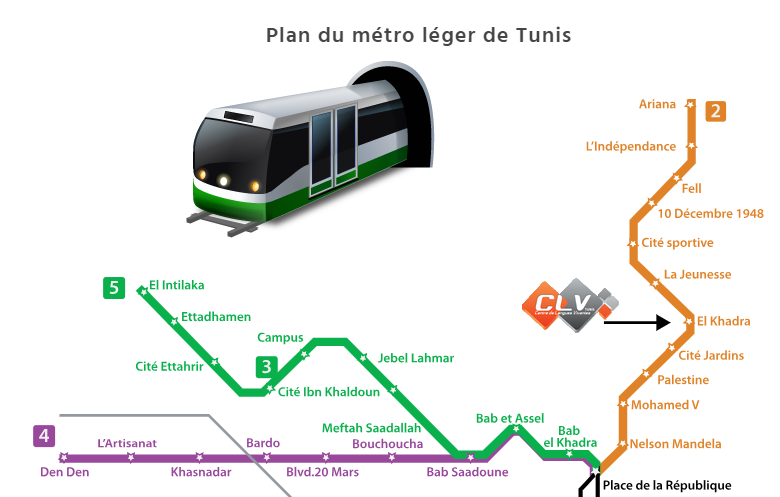 Plan du métro léger de Tunis
Ariana
2
L'Indépendance
Fell
10 Décembre 1948
Cité sportive
La Jeunesse
5
El Intilaka
CLV
Centre de Langues Vivantes
Ettadhamen
El Khadra
Campus
Cité Jardins
Cité Ettahrir
3
Jebel Lahmar
Palestine
Cité Ibn Khaldoun
Mohamed V
Meftah Saadallah
Bab et Assel
4
L'Artisanat
Bardo
Bouchoucha
Bab
el Khadra
Nelson Mandela
Den Den
Khasnadar
Blvd.20 Mars
Bab Saadoune
Place de la République